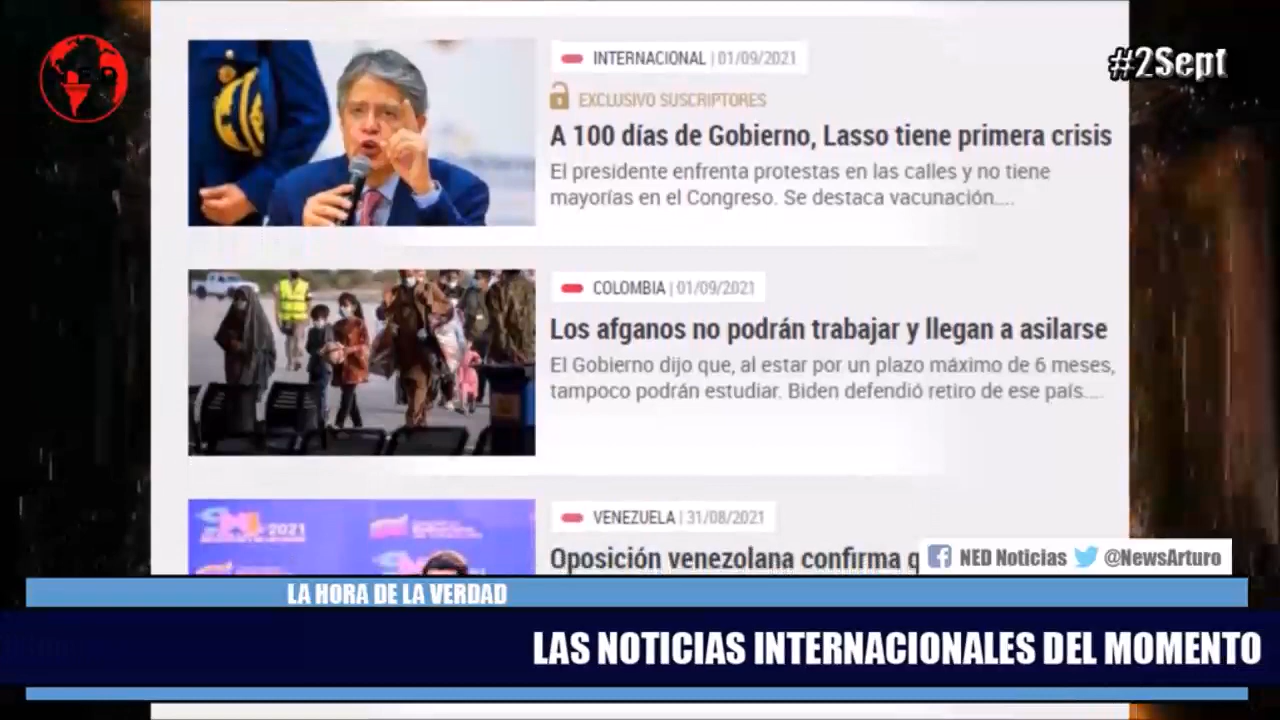 #2Sept
INTERNACIONAL | 01/09/2021
EXCLUSIVO SUSCRIPTORES
A 100 días de Gobierno, Lasso tiene primera crisis
El presidente enfrenta protestas en las calles y no tiene
mayorías en el Congreso. Se destaca vacunación....
COLOMBIA | 01/09/2021
Los afganos no podrán trabajar y llegan a asilarse
El Gobierno dijo que, al estar por un plazo máximo de 6 meses,
tampoco podrán estudiar. Biden defendió retiro de ese país....
2021
VENEZUELA | 31/08/2021
Oposición venezolana confirma
NED Noticias @NewsArturo
LA HORA DE LA VERDAD
LAS NOTICIAS INTERNACIONALES DEL MOMENTO